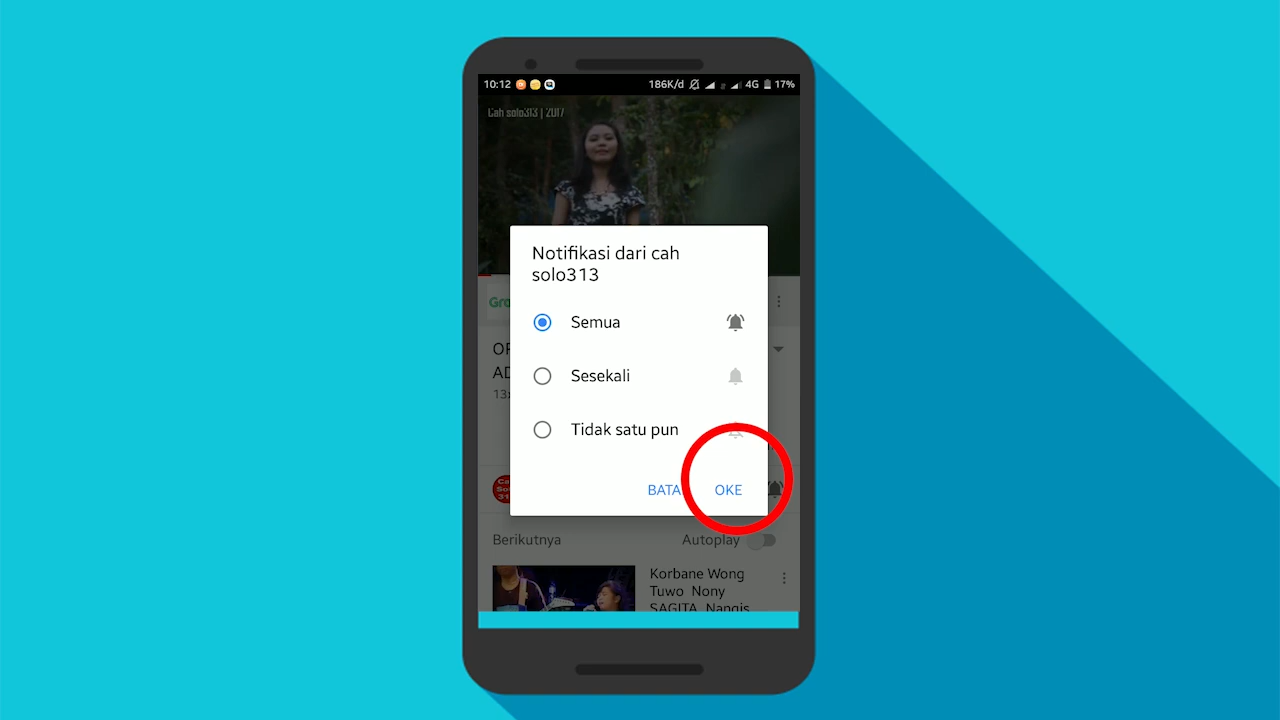 10:12 186K/d 4G 17%
Cah solo313 | 2017
Notifikasi dari cah
solo313
Semua
Sesekali
Tidak satu pun
BATA OKE
Berikutnya Autoplay
Korbane Wong
Tuwo Nony
SAGITA Nangis